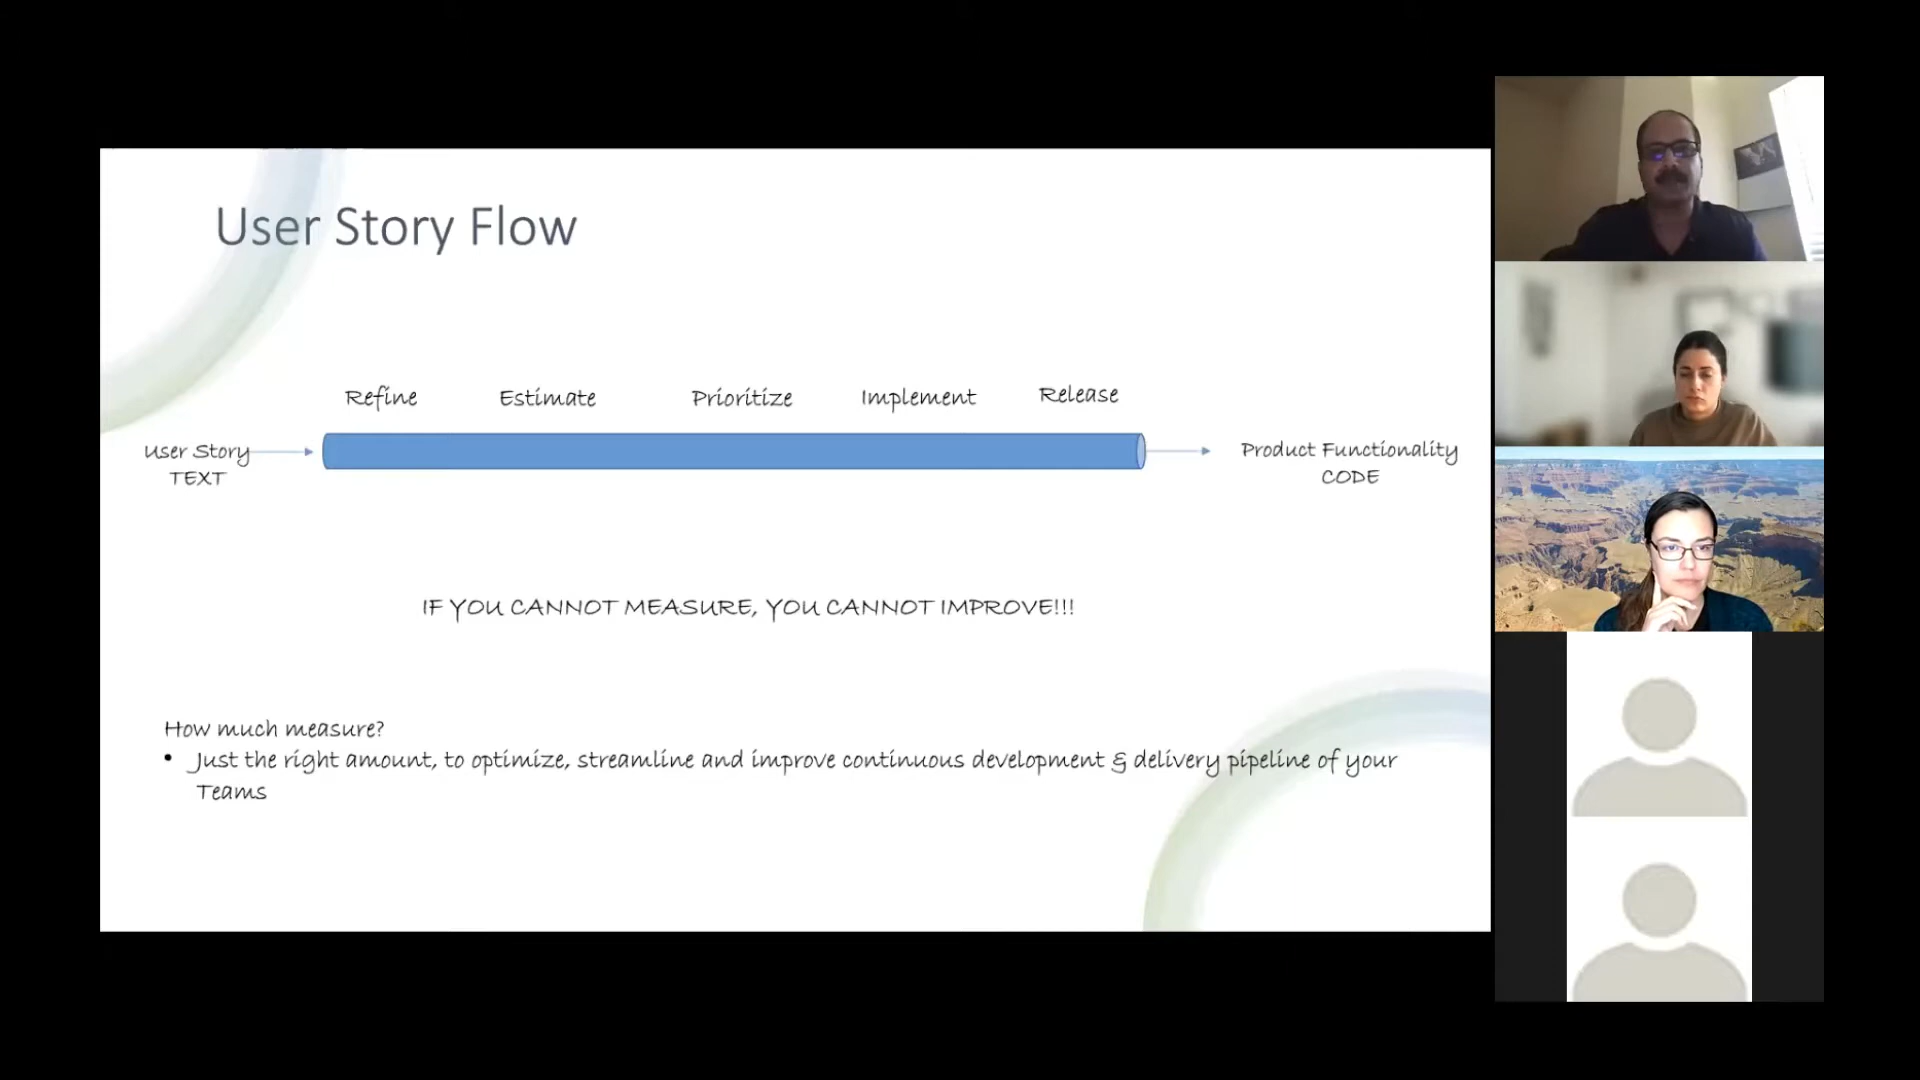 User Story Flow
Refine Estimate Prioritize Implement Release
User Story
TEXT
Product Functionality
CODE
IF YOU CANNOT MEASURE, YOU CANNOT IMPROVE!!!
How much measure?
• Just the right amount, to optimize, streamline and improve continuous development & delivery pipeline of your
Teams